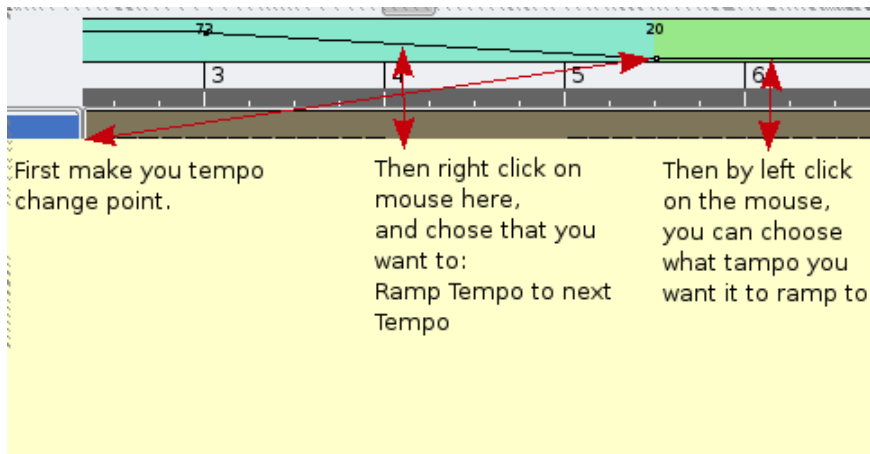 72
20
3
4
5
6
First make you tempo
change point.
Then right click on
mouse here,
and chose that you
want to:
Ramp Tempo to next
Tempo
Then by left click
on the mouse,
you can choose
what tampo you
want it to ramp to